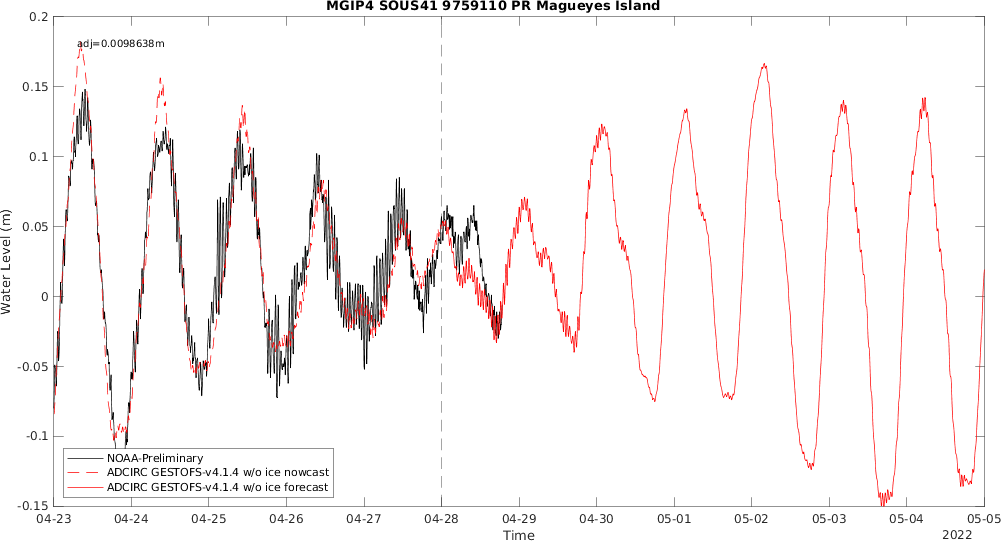 MGIP4 SOUS41 9759110 PR Magueyes Island
adj=0.0098638m
Water Level (m)
0.2
0.15
0.1
0.05
0
-0.05
-0.1
-0.15
NOAA-Preliminary
ADCIRC GESTOFS-v4.1.4 w/o ice nowcast
ADCIRC GESTOFS-v4.1.4 w/o ice forecast
04-23 04-24 04-25 04-26 04-27 04-28 04-29 04-30 05-01 05-02 05-03 05-04 05-05
2022
Time